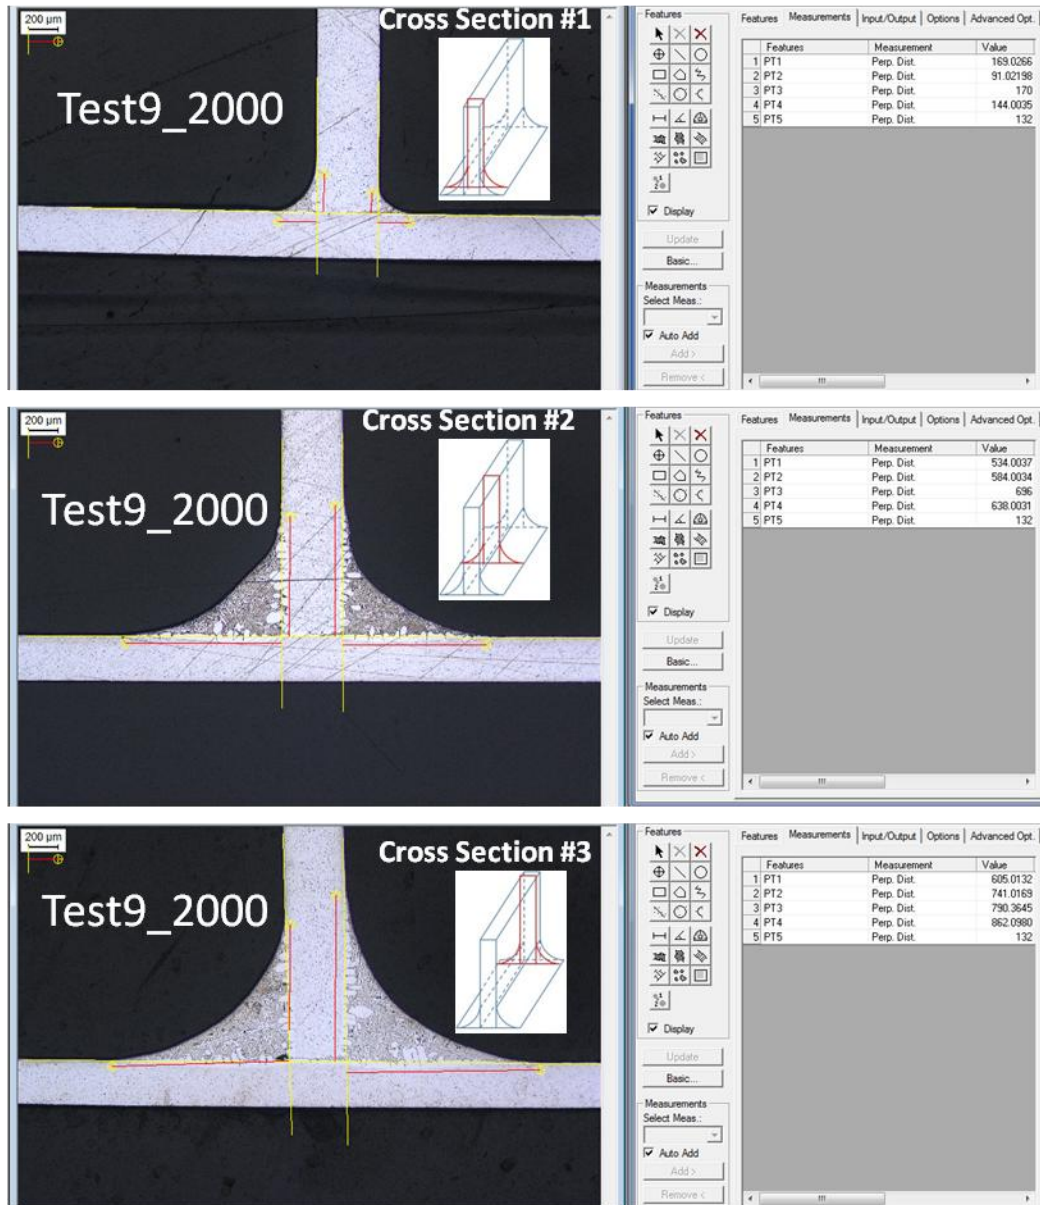 200 µm
Cross Section #1
Test9_2000
Features
Display
Update
Basic...
Measurements
Select Meas.:
Auto Add
Add >
Remove <
Features Measurements Input/Output Options Advanced Opt.
Features Measurement Value
1 PT1 Perp. Dist. 169.0266
2 PT2 Perp. Dist. 91.02198
3 PT3 Perp. Dist. 170
4 PT4 Perp. Dist. 144.0035
5 PT5 Perp. Dist. 132
200 µm
Cross Section #2
Test9_2000
Features
Display
Update
Basic...
Measurements
Select Meas.:
Auto Add
Add >
Remove <
Features Measurements Input/Output Options Advanced Opt.
Features Measurement Value
1 PT1 Perp. Dist. 534.0037
2 PT2 Perp. Dist. 584.0034
3 PT3 Perp. Dist. 696
4 PT4 Perp. Dist. 638.0031
5 PT5 Perp. Dist. 132
200 µm
Cross Section #3
Test9_2000
Features
Display
Update
Basic...
Measurements
Select Meas.:
Auto Add
Add >
Remove <
Features Measurements Input/Output Options Advanced Opt.
Features Measurement Value
1 PT1 Perp. Dist. 605.0132
2 PT2 Perp. Dist. 741.0169
3 PT3 Perp. Dist. 790.3645
4 PT4 Perp. Dist. 862.0980
5 PT5 Perp. Dist. 132